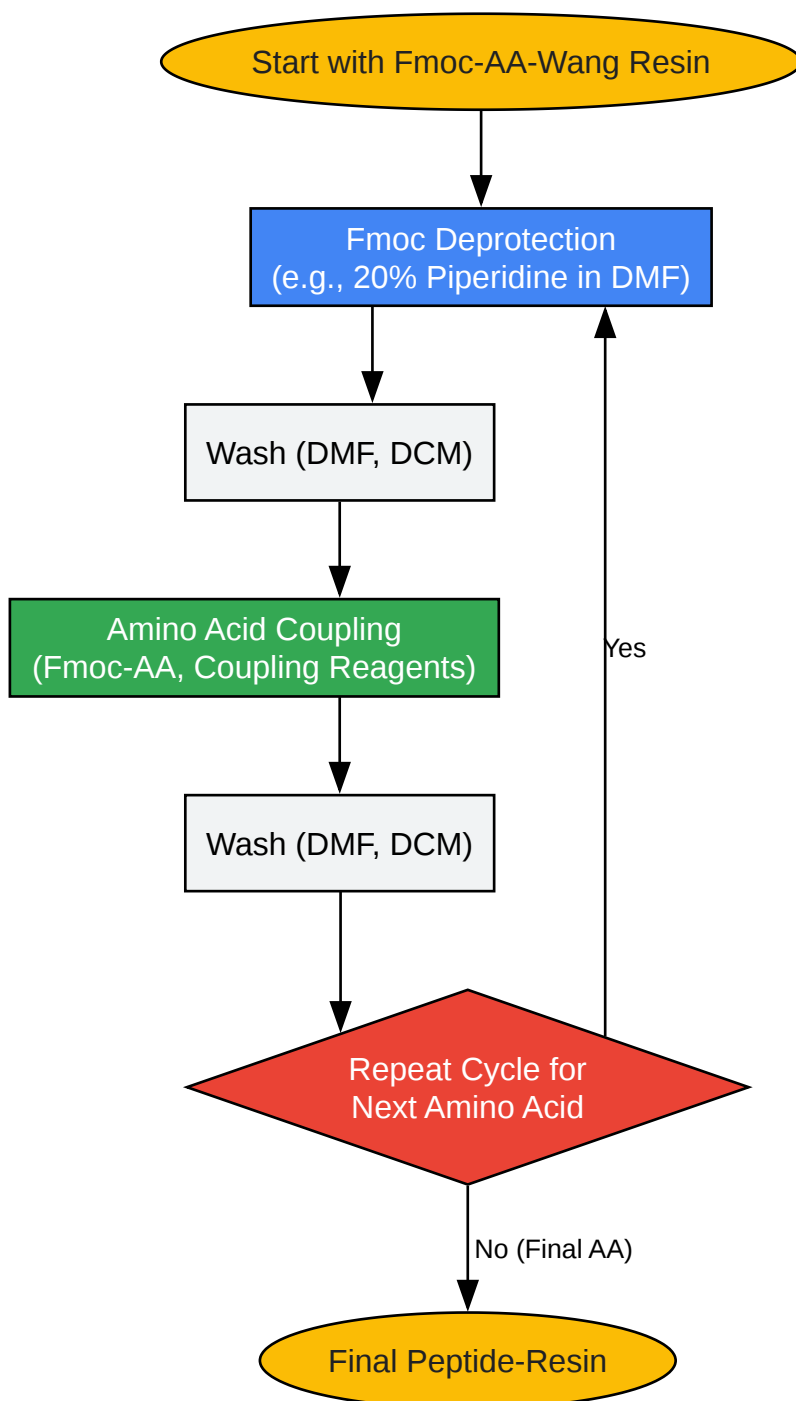 Start with Fmoc-AA-Wang Resin
Fmoc Deprotection
(e.g., 20% Piperidine in DMF)
Wash (DMF, DCM)
Amino Acid Coupling
(Fmoc-AA, Coupling Reagents)
Yes
Wash (DMF, DCM)
Repeat Cycle for
Next Amino Acid
No (Final AA)
Final Peptide-Resin